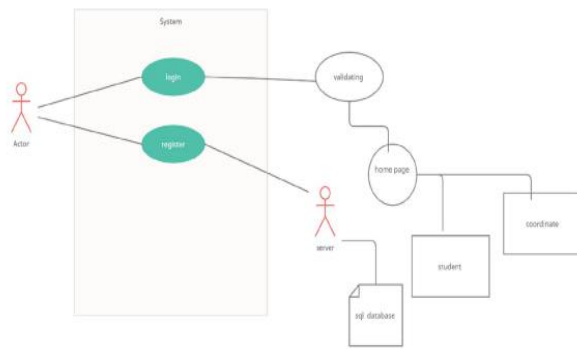 System
login
validating
Actor
register
home page
server
coordinate
student
sql database